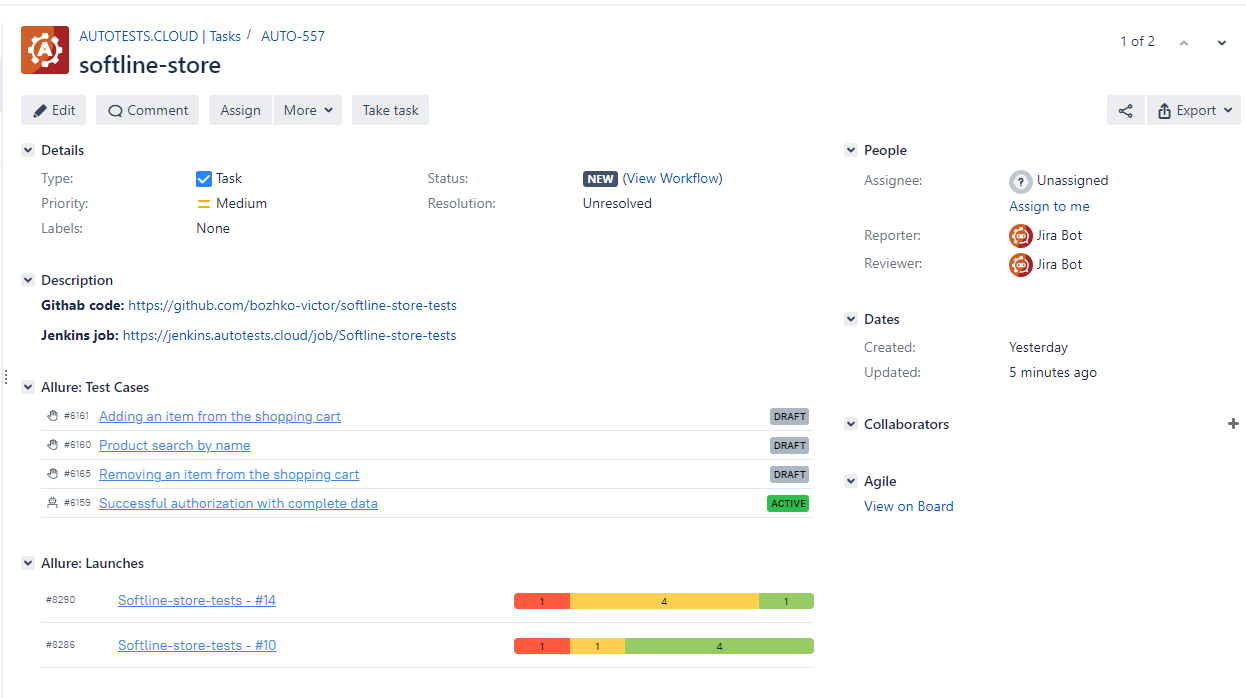 AUTOTESTS.CLOUD | Tasks / AUTO-557
1 of 2
softline-store
Edit Comment Assign More Take task Export
Details
Type: Task Status: NEW (View Workflow)
Priority: Medium Resolution: Unresolved
Labels: None
Description
Githab code: https://github.com/bozhko-victor/softline-store-tests
Jenkins job: https://jenkins.autotests.cloud/job/Softline-store-tests
Allure: Test Cases
#6161 Adding an item from the shopping cart DRAFT
#6160 Product search by name DRAFT
#6165 Removing an item from the shopping cart DRAFT
#6159 Successful authorization with complete data ACTIVE
Allure: Launches
#8290 Softline-store-tests - #14 1 4 1
#8286 Softline-store-tests - #10 1 1 4
People
Assignee: ? Unassigned
Assign to me
Reporter: Jira Bot
Reviewer: Jira Bot
Dates
Created: Yesterday
Updated: 5 minutes ago
Collaborators
Agile
View on Board